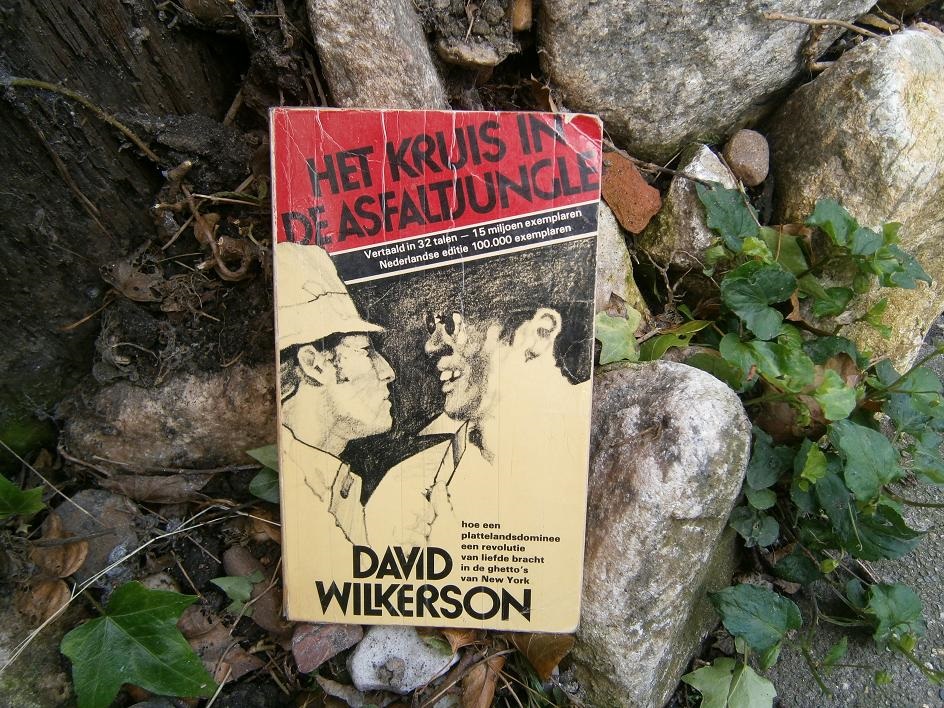 HET KRUIS IN
DE ASFALTJUNGLE
Vertaald in 32 talen — 15 miljoen exemplaren
Nederlandse editie 100.000 exemplaren
hoe een
plattelandsdominee
een revolutie
van liefde bracht
in de ghetto's
van New York
DAVID
WILKERSON